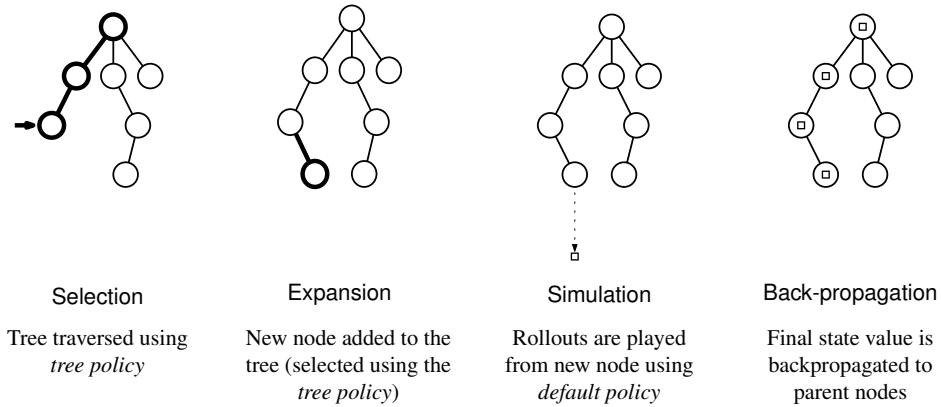 Selection
Tree traversed using
tree policy
Expansion
New node added to the
tree (selected using the
tree policy)
Simulation
Rollouts are played
from new node using
default policy
Back-propagation
Final state value is
backpropagated to
parent nodes